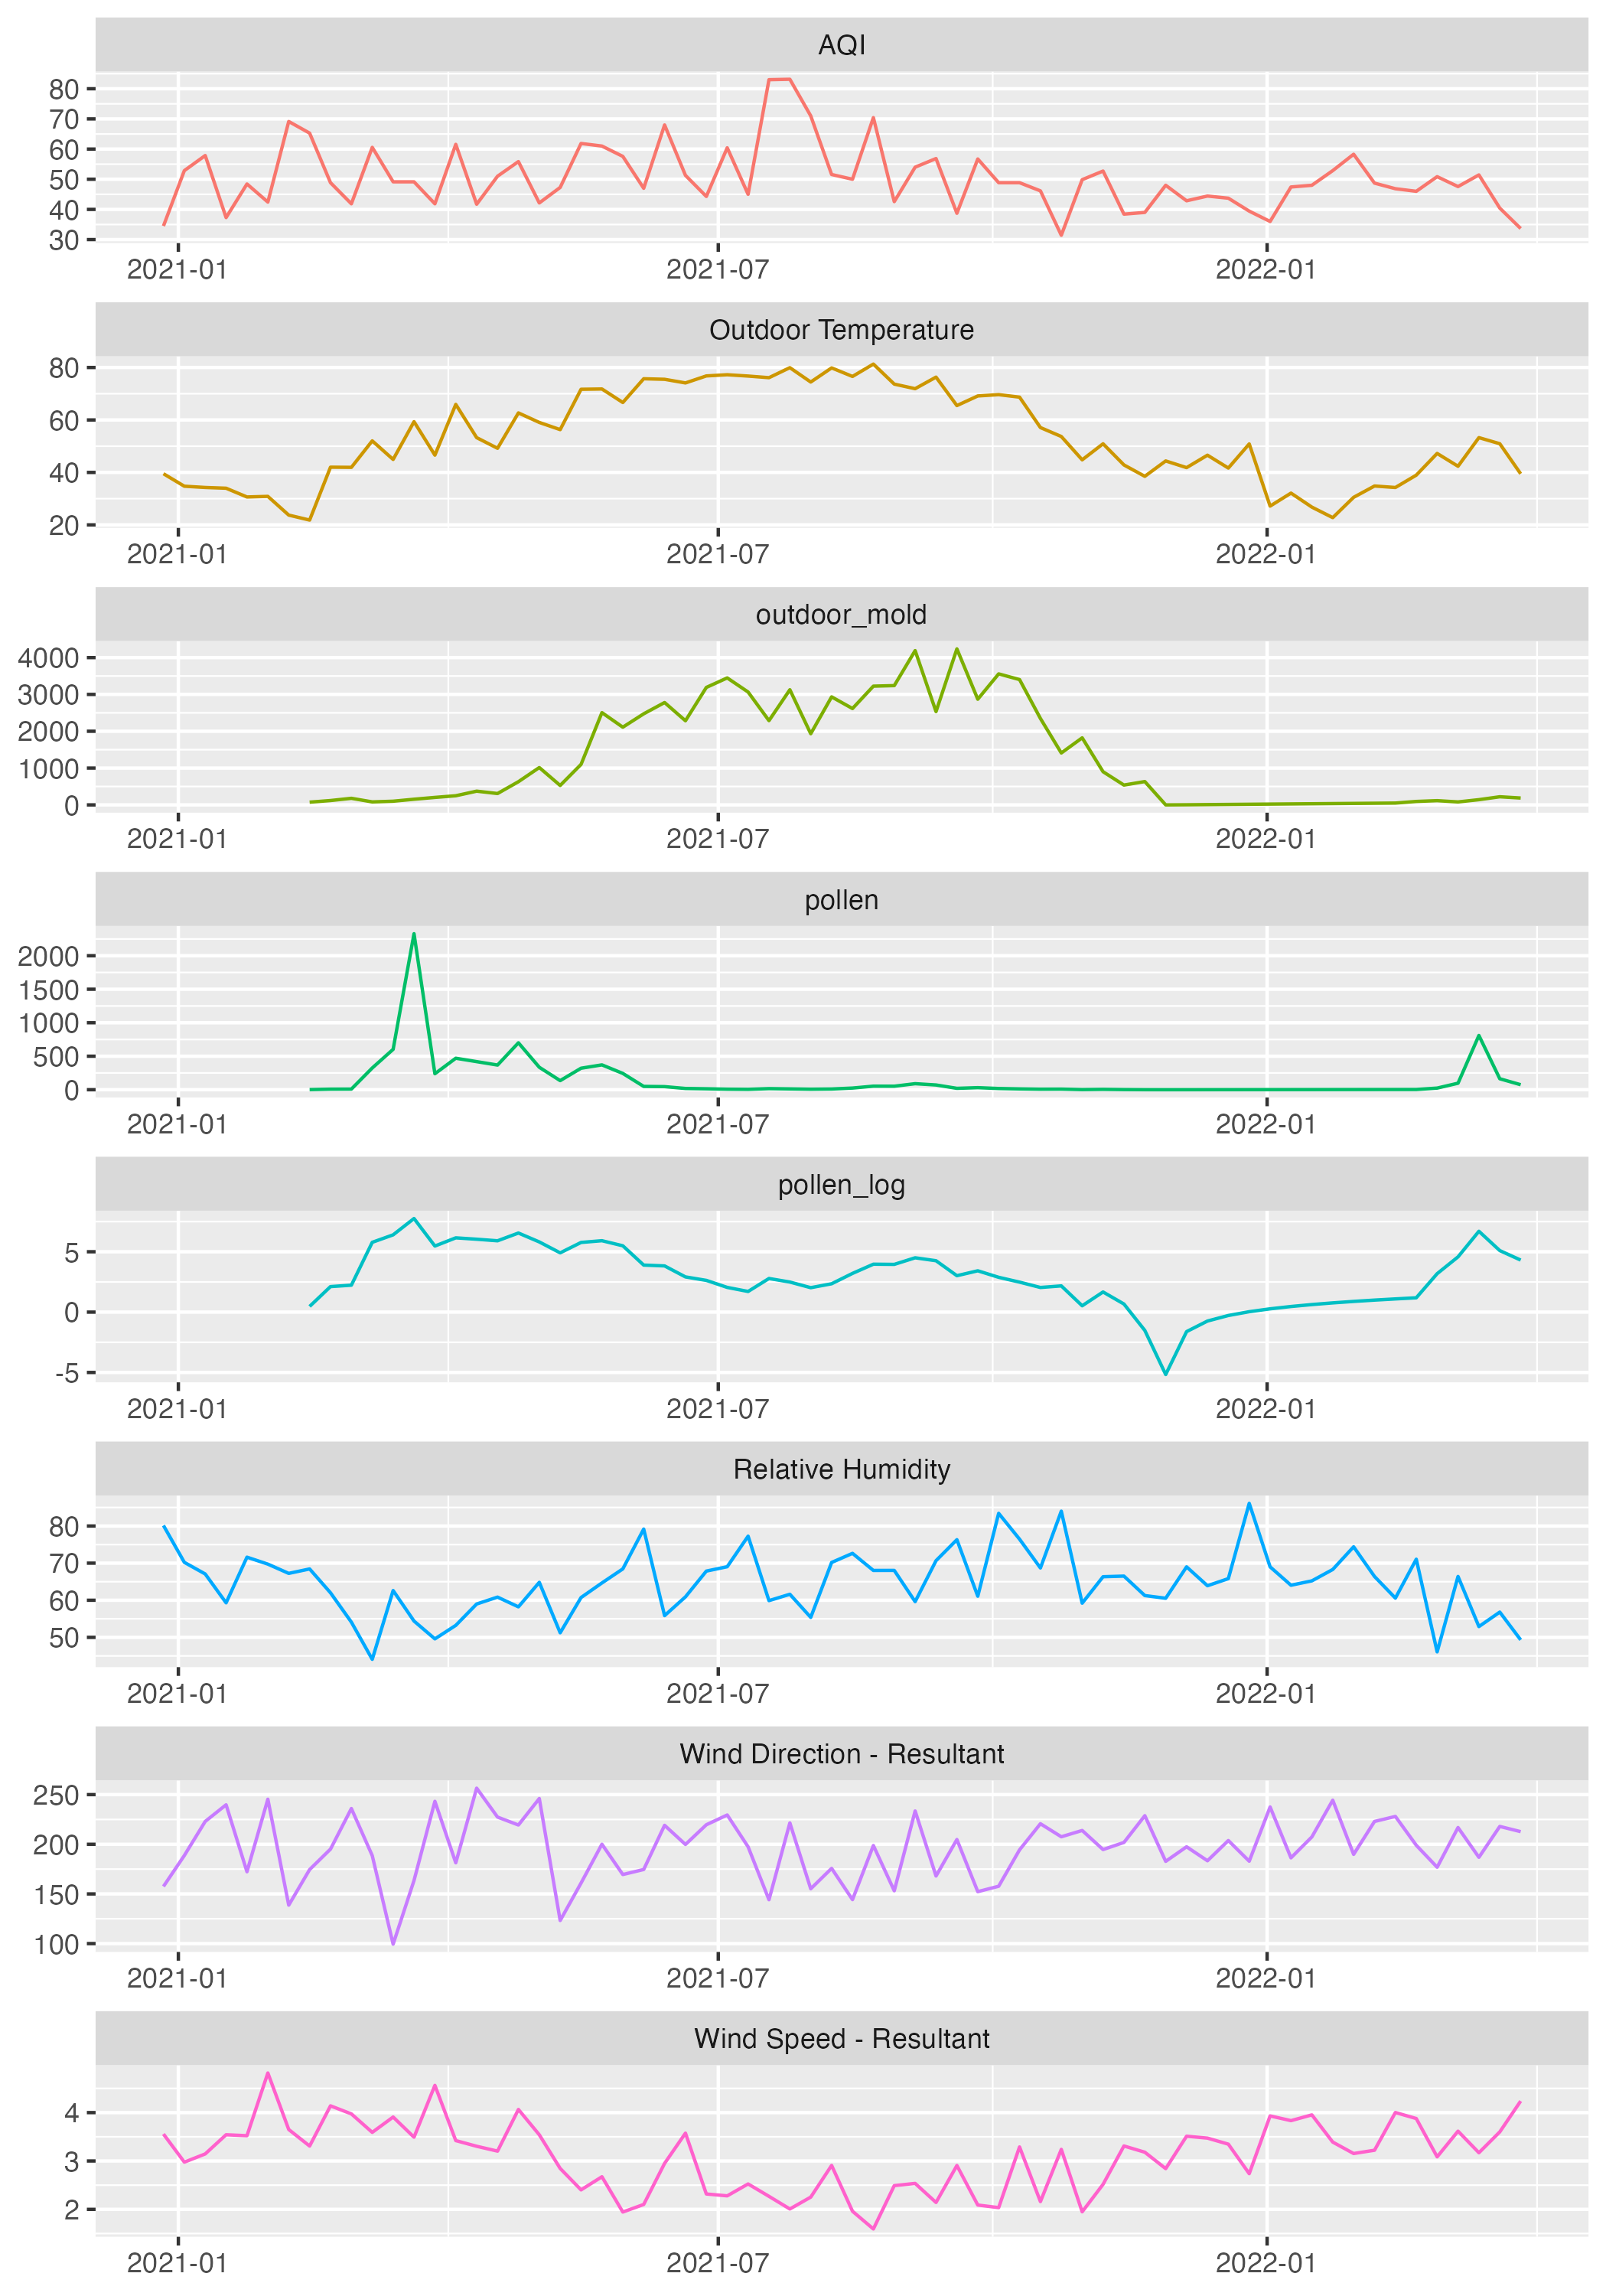 AQI
80
70
60
50
40
30
2021-01 2021-07 2022-01
Outdoor Temperature
80
60
40
20
2021-01 2021-07 2022-01
outdoor_mold
4000
3000
2000
1000
0
2021-01 2021-07 2022-01
pollen
2000
1500
1000
500
0
2021-01 2021-07 2022-01
pollen_log
5
0
-5
2021-01 2021-07 2022-01
Relative Humidity
80
70
60
50
2021-01 2021-07 2022-01
Wind Direction - Resultant
250
200
150
100
2021-01 2021-07 2022-01
Wind Speed - Resultant
4
3
2
2021-01 2021-07 2022-01